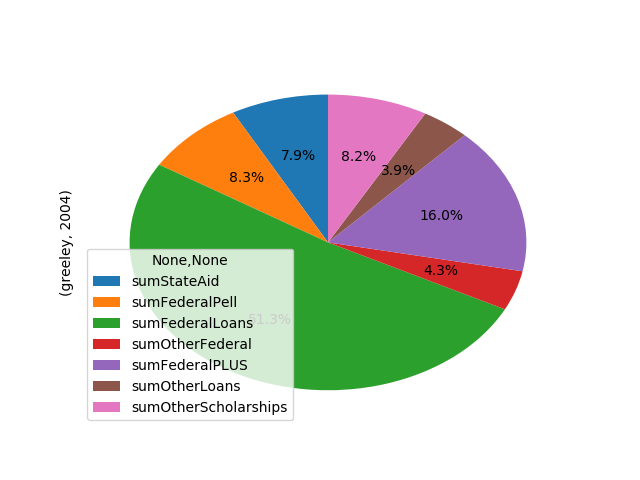 8.2%
7.9%
3.9%
8.3%
16.0%
(greeley, 2004)
4.3%
51.3%
None,None
sumStateAid
sumFederalPell
sumFederalLoans
sumOtherFederal
sumFederalPLUS
sumOtherLoans
sumOtherScholarships